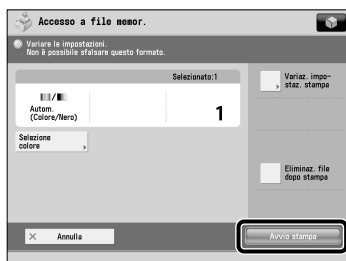 Accesso a file memor.
Variare le impostazioni.
Non è possibile sfalsare questo formato.
Selezionato:1
Autom.
(Colore/Nero)
1
Selezione
colore
Variaz. impo-
staz. stampa
Eliminaz. file
dopo stampa
Annulla
Avvio stampa